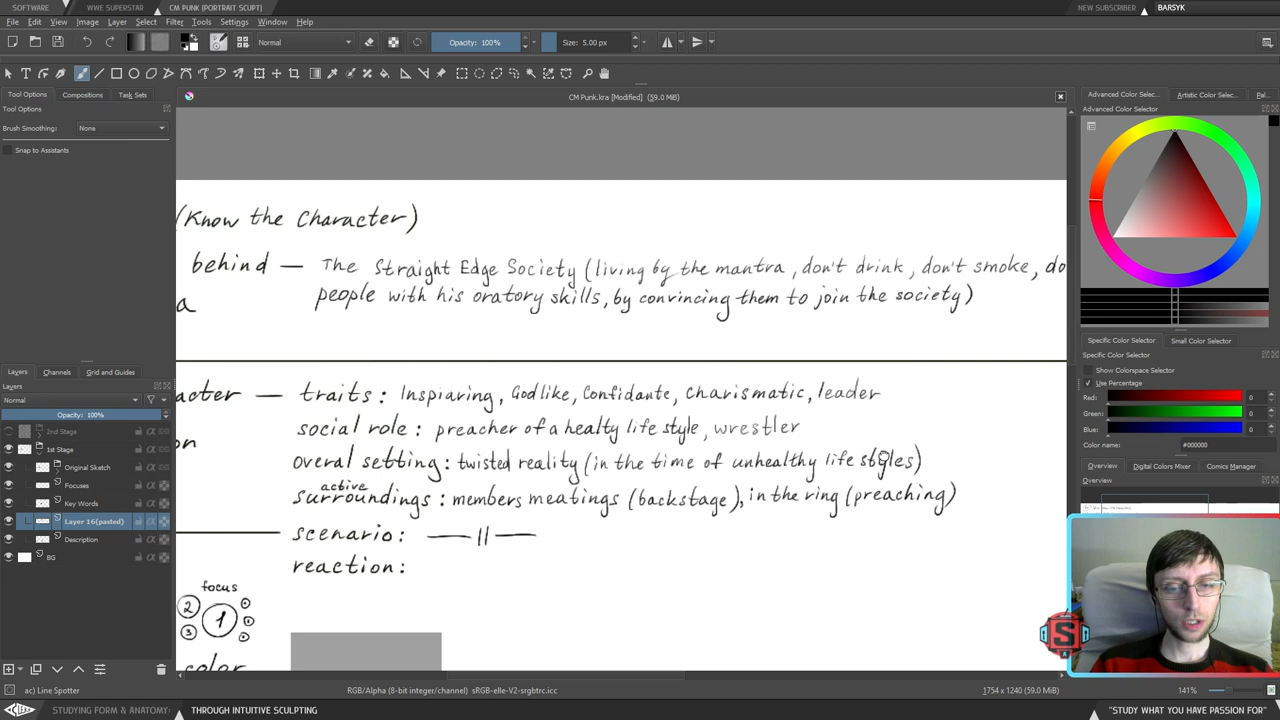 SOFTWARE
WWE SUPERSTAR
CM PUNK (PORTRAIT SCUPT)
NEW SUBSCRIBER
BARSYK
File Edit View Image Layer Select Filter Tools Settings Window Help
Normal
Opacity: 100%
Size: 5.00 px
Tool Options Compositions Task Sets
CM Punk.kra [Modified] (59.0 MiB)
Advanced Color Selec... Artistic Color Selec... Pal...
Tool Options
Advanced Color Selector
Brush Smoothing: None
Snap to Assistants
(Know the Character)
behind — The Straight Edge Society (living by the mantra, don't drink, don't smoke, do
a people with his oratory skills, by convincing them to join the society)
acter — traits: Inspiaring, Godlike, Confidante, charismatic, leader
social role: preacher of a healty life style, wrestler
on overal setting: twisted reality (in the time of unhealthy life styles)
active
surroundings: members meatings (backstage), in the ring (preaching)
scenario: —— 11 ——
reaction:
focus
2 1
3
color
Specific Color Selector Small Color Selector
Specific Color Selector
Show Colorspace Selector
Use Percentage
Red: 0
Green: 0
Blue: 0
Color name: #000000
Overview Digital Colors Mixer Comics Manager
Overview
Layers Channels Grid and Guides
Layers
Normal
Opacity: 100%
2nd Stage
1st Stage
Original Sketch
Focuses
Key Words
Layer 16(pasted)
Description
BG
S
ac) Line Spotter
RGB/Alpha (8-bit integer/channel) sRGB-elle-V2-srgbtrc.icc
1754 x 1240 (59.0 MiB)
141%
STUDYING FORM & ANATOMY
THROUGH INTUITIVE SCULPTING
"STUDY WHAT YOU HAVE PASSION FOR"